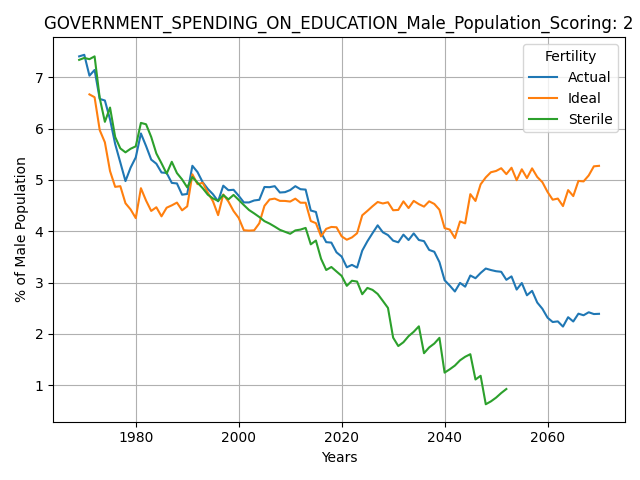 GOVERNMENT_SPENDING_ON_EDUCATION_Male_Population_Scoring: 2
Fertility
Actual
Ideal
Sterile
% of Male Population
7
6
5
4
3
2
1
1980 2000 2020 2040 2060
Years